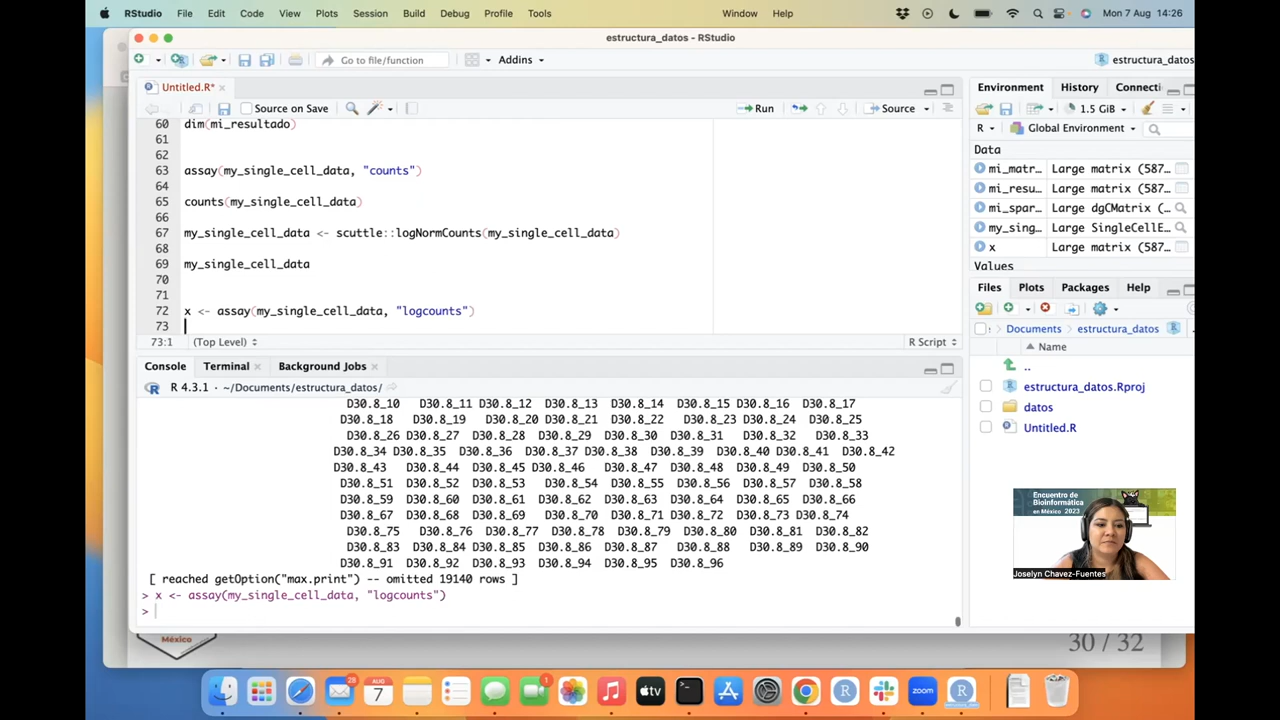 RStudio File Edit Code View Plots Session Build Debug Profile Tools Window Help Mon 7 Aug 14:26
estructura_datos - RStudio
Go to file/function Addins estructura_datos
Untitled.R*
Source on Save Run Source
60 dim(mi_resultado)
61
62
63 assay(my_single_cell_data, "counts")
64
65 counts(my_single_cell_data)
66
67 my_single_cell_data <- scuttle::logNormCounts(my_single_cell_data)
68
69 my_single_cell_data
70
71
72 x <- assay(my_single_cell_data, "logcounts")
73
73:1 (Top Level) R Script
Console Terminal Background Jobs
R 4.3.1 · ~/Documents/estructura_datos/
D30.8_10 D30.8_11 D30.8_12 D30.8_13 D30.8_14 D30.8_15 D30.8_16 D30.8_17
D30.8_18 D30.8_19 D30.8_20 D30.8_21 D30.8_22 D30.8_23 D30.8_24 D30.8_25
D30.8_26 D30.8_27 D30.8_28 D30.8_29 D30.8_30 D30.8_31 D30.8_32 D30.8_33
D30.8_34 D30.8_35 D30.8_36 D30.8_37 D30.8_38 D30.8_39 D30.8_40 D30.8_41 D30.8_42
D30.8_43 D30.8_44 D30.8_45 D30.8_46 D30.8_47 D30.8_48 D30.8_49 D30.8_50
D30.8_51 D30.8_52 D30.8_53 D30.8_54 D30.8_55 D30.8_56 D30.8_57 D30.8_58
D30.8_59 D30.8_60 D30.8_61 D30.8_62 D30.8_63 D30.8_64 D30.8_65 D30.8_66
D30.8_67 D30.8_68 D30.8_69 D30.8_70 D30.8_71 D30.8_72 D30.8_73 D30.8_74
D30.8_75 D30.8_76 D30.8_77 D30.8_78 D30.8_79 D30.8_80 D30.8_81 D30.8_82
D30.8_83 D30.8_84 D30.8_85 D30.8_86 D30.8_87 D30.8_88 D30.8_89 D30.8_90
D30.8_91 D30.8_92 D30.8_93 D30.8_94 D30.8_95 D30.8_96
[ reached getOption("max.print") -- omitted 19140 rows ]
> x <- assay(my_single_cell_data, "logcounts")
>
Environment History Connecti
1.5 GiB
R Global Environment
Data
mi_matr… Large matrix (587…
mi_resu… Large matrix (587…
mi_spar… Large dgCMatrix (…
my_sing… Large SingleCellE…
x Large matrix (587…
Values
Files Plots Packages Help
Documents estructura_datos
Name
..
estructura_datos.Rproj
datos
Untitled.R
Encuentro de
Bioinformática
en México 2023
Joselyn Chavez-Fuentes
México
30 / 32
28
AUG
7
1
tv
zoom
R